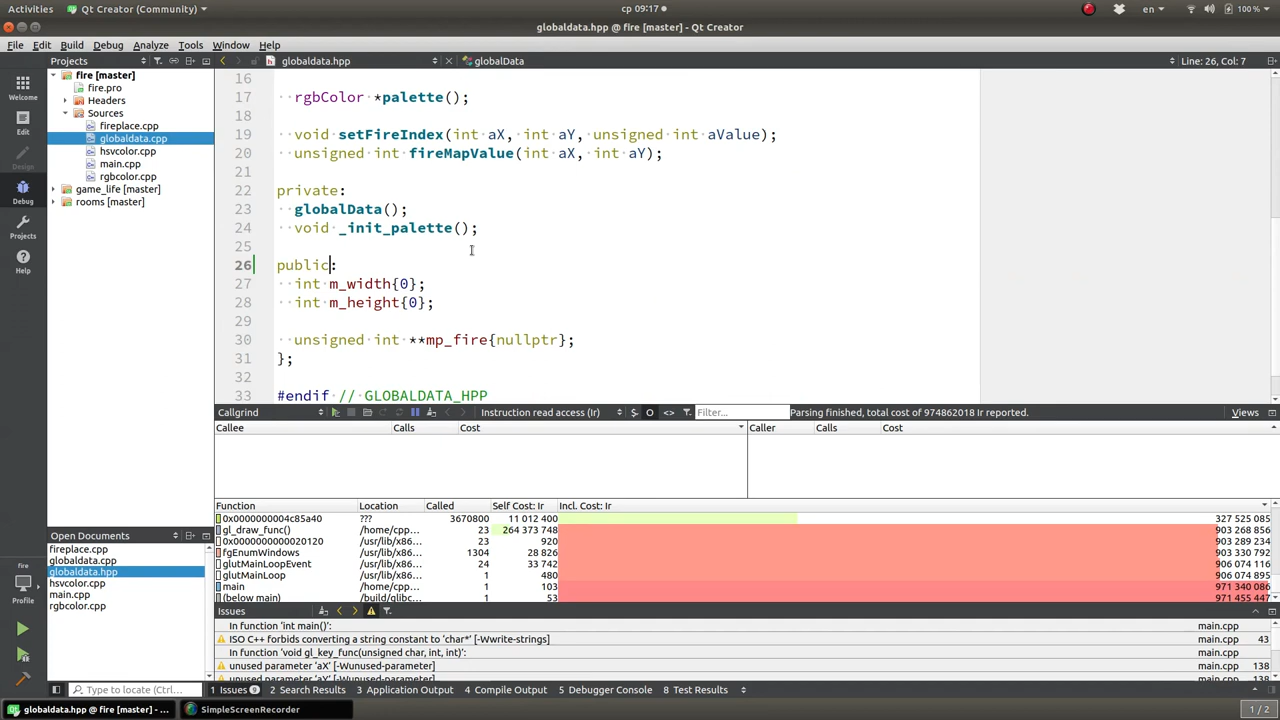 Activities Qt Creator (Community) ср 09:17 en 100 %
globaldata.hpp @ fire [master] - Qt Creator
File Edit Build Debug Analyze Tools Window Help
Projects globaldata.hpp globalData Line: 26, Col: 7
fire [master]
fire.pro
Headers
Sources
fireplace.cpp
globaldata.cpp
hsvcolor.cpp
main.cpp
rgbcolor.cpp
game_life [master]
rooms [master]
Welcome
Edit
Design
Debug
Projects
Help
16
17 rgbColor *palette();
18
19 void setFireIndex(int aX, int aY, unsigned int aValue);
20 unsigned int fireMapValue(int aX, int aY);
21
22 private:
23 globalData();
24 void _init_palette();
25
26 public:
27 int m_width{0};
28 int m_height{0};
29
30 unsigned int **mp_fire{nullptr};
31 };
32
33 #endif // GLOBALDATA_HPP
Callgrind Instruction read access (Ir) $ O <> Filter... Parsing finished, total cost of 974862018 Ir reported. Views
Callee Calls Cost Caller Calls Cost
Function Location Called Self Cost: Ir Incl. Cost: Ir
0x0000000004c85a40 ??? 3670800 11 012 400 327 525 085
gl_draw_func() /home/cpp... 23 264 373 748 903 268 855
0x0000000000020120 /usr/lib/x86... 23 920 903 289 234
fgEnumWindows /usr/lib/x86... 1304 28 826 903 330 792
glutMainLoopEvent /usr/lib/x86... 24 33 742 906 074 415
glutMainLoop /usr/lib/x86... 1 480 906 074 895
main /home/cpp... 1 103 971 340 086
(below main) /build/glibc... 1 53 971 455 447
Open Documents
fireplace.cpp
globaldata.cpp
globaldata.hpp
hsvcolor.cpp
main.cpp
rgbcolor.cpp
fire
Profile
Issues
In function 'int main()': main.cpp
ISO C++ forbids converting a string constant to 'char*' [-Wwrite-strings] main.cpp 43
In function 'void gl_key_func(unsigned char, int, int)': main.cpp
unused parameter 'aX' [-Wunused-parameter] main.cpp 138
unused parameter 'aY' [-Wunused-parameter] main.cpp 138
Type to locate (Ctrl... 1 Issues 9 2 Search Results 3 Application Output 4 Compile Output 5 Debugger Console 8 Test Results
globaldata.hpp @ fire [master] - ... SimpleScreenRecorder 1 / 2